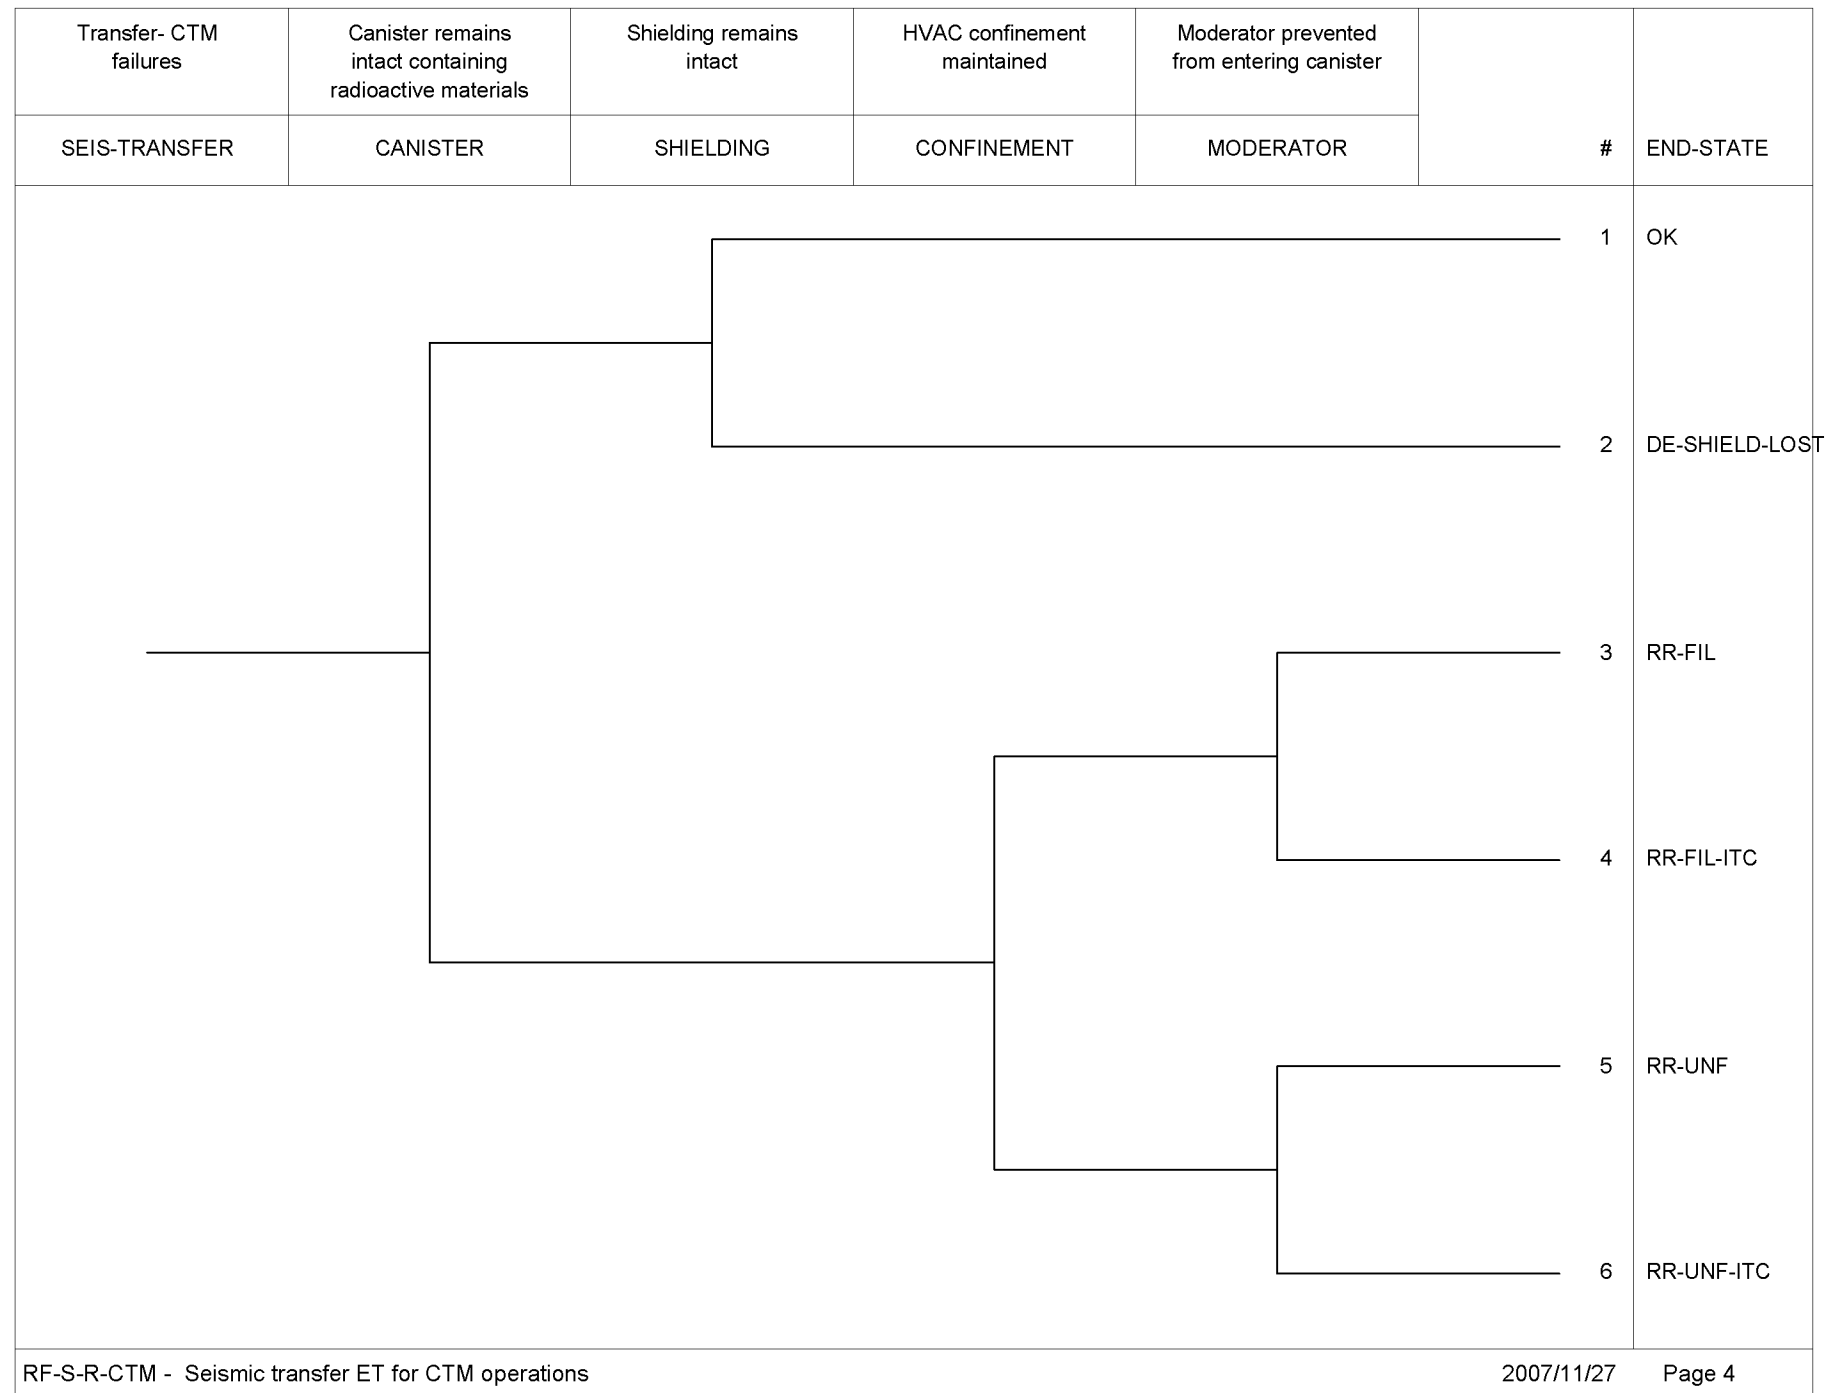 Transfer- CTM
failures
Canister remains
intact containing
radioactive materials
Shielding remains
intact
HVAC confinement
maintained
Moderator prevented
from entering canister
SEIS-TRANSFER
CANISTER
SHIELDING
CONFINEMENT
MODERATOR
#
END-STATE
1 OK
2 DE-SHIELD-LOST
3 RR-FIL
4 RR-FIL-ITC
5 RR-UNF
6 RR-UNF-ITC
RF-S-R-CTM - Seismic transfer ET for CTM operations
2007/11/27 Page 4